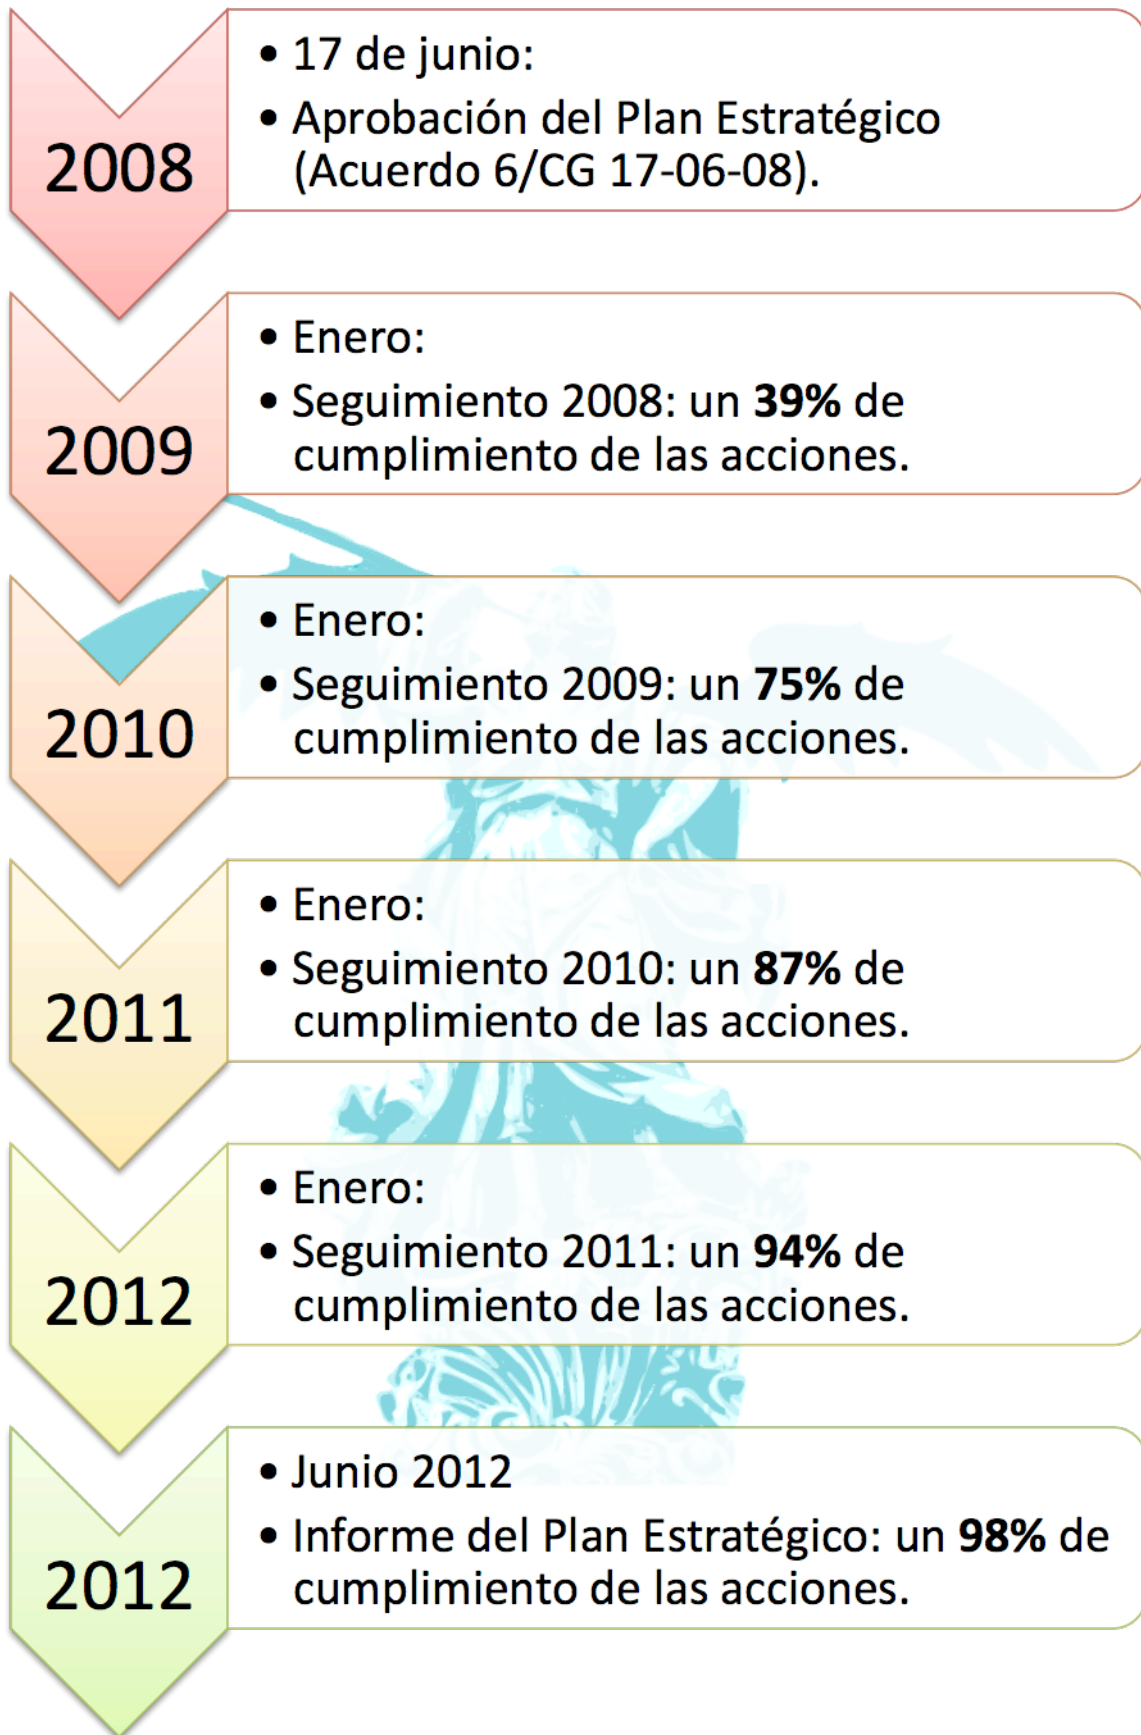 2008
• 17 de junio:
• Aprobación del Plan Estratégico
(Acuerdo 6/CG 17-06-08).
2009
• Enero:
• Seguimiento 2008: un 39% de
cumplimiento de las acciones.
2010
• Enero:
• Seguimiento 2009: un 75% de
cumplimiento de las acciones.
2011
• Enero:
• Seguimiento 2010: un 87% de
cumplimiento de las acciones.
2012
• Enero:
• Seguimiento 2011: un 94% de
cumplimiento de las acciones.
2012
• Junio 2012
• Informe del Plan Estratégico: un 98% de
cumplimiento de las acciones.